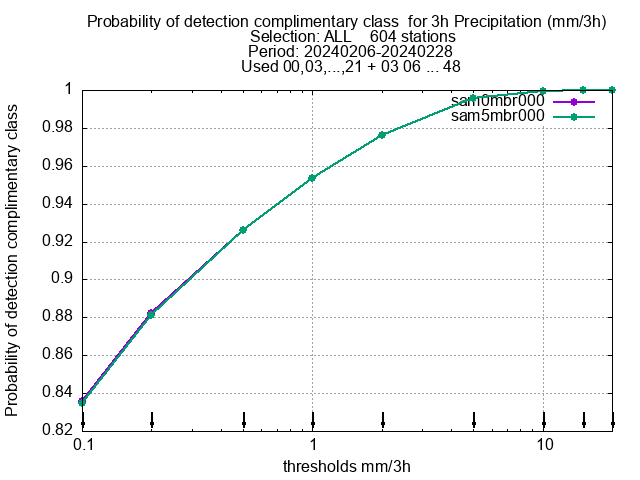 Probability of detection complimentary class for 3h Precipitation (mm/3h)
Selection: ALL 604 stations
Period: 20240206-20240228
Used 00,03,...,21 + 03 06 ... 48
sam0mbr000
sam5mbr000
1
0.98
0.96
0.94
0.92
0.9
0.88
0.86
0.84
0.82
Probability of detection complimentary class
0.1 1 10
thresholds mm/3h